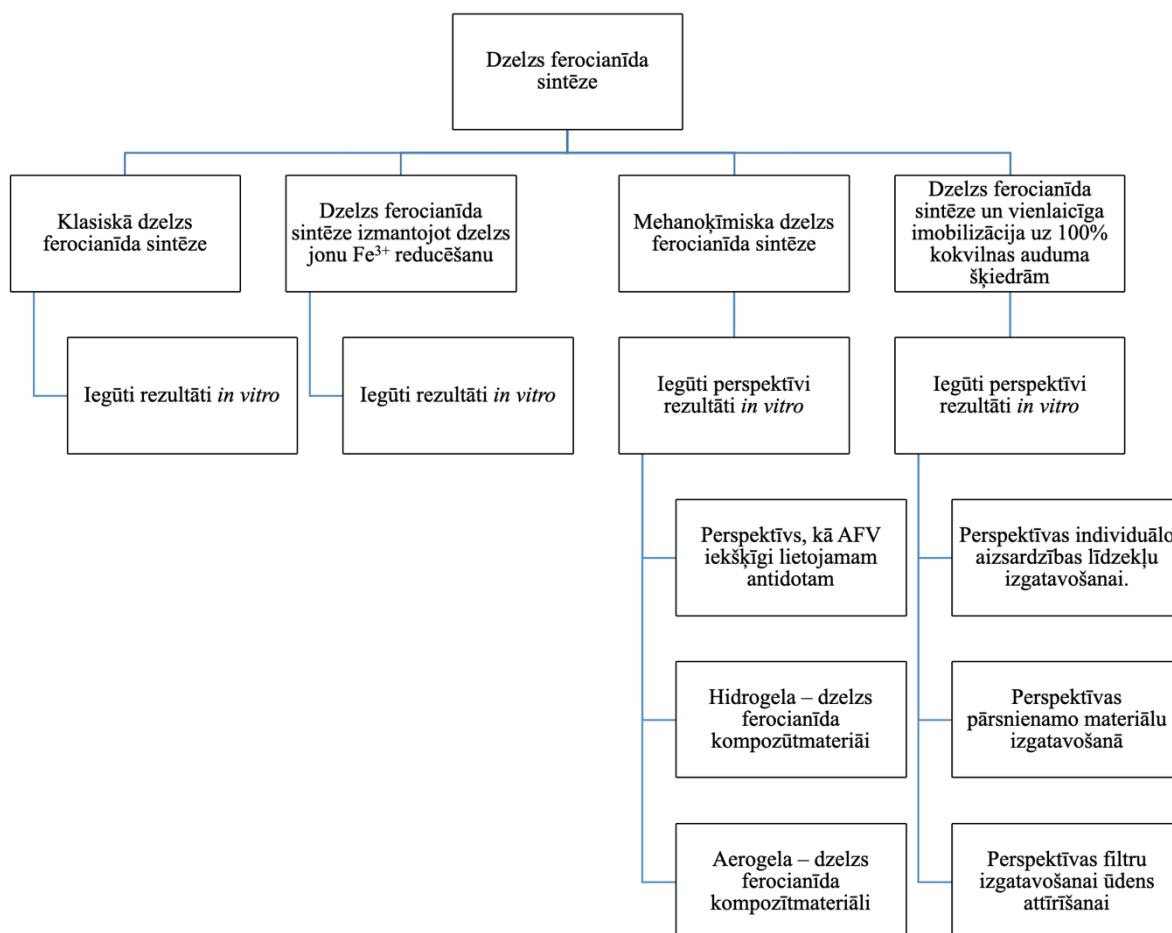 Dzelzs ferocianīda
sintēze
Klasiskā dzelzs
ferocianīda sintēze
Dzelzs ferocianīda
sintēze izmantojot dzelzs
jonu Fe³⁺ reducēšanu
Mehanoķīmiska dzelzs
ferocianīda sintēze
Dzelzs ferocianīda
sintēze un vienlaicīga
imobilizācija uz 100%
kokvilnas auduma
šķiedrām
Iegūti rezultāti in vitro
Iegūti rezultāti in vitro
Iegūti perspektīvi
rezultāti in vitro
Iegūti perspektīvi
rezultāti in vitro
Perspektīvs, kā AFV
iekšķīgi lietojamam
antidotam
Perspektīvas individuālo
aizsardzības līdzekļu
izgatavošanai.
Hidrogela – dzelzs
ferocianīda
kompozūtmateriāi
Perspektīvas
pārsnienamo materiālu
izgatavošanā
Aerogela – dzelzs
ferocianīda
kompozītmateriāli
Perspektīvas filtru
izgatavošanai ūdens
attīrīšanai